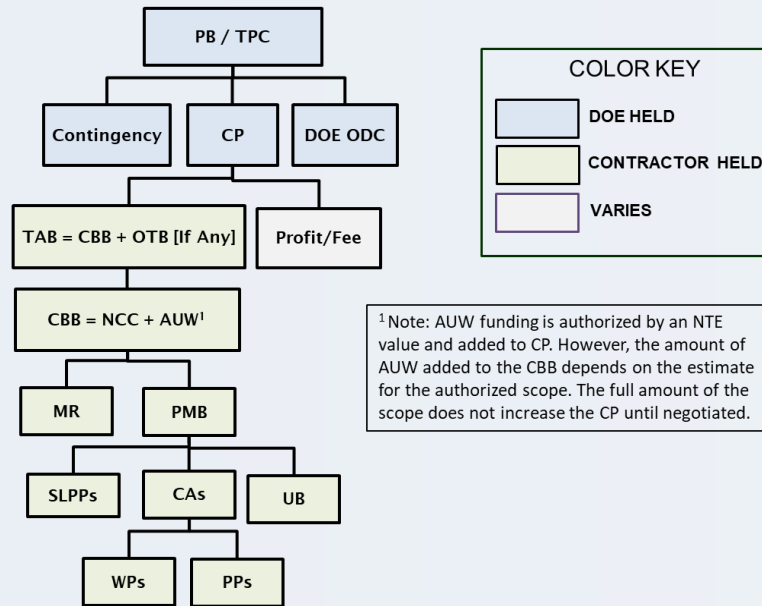 PB / TPC
Contingency
CP
DOE ODC
TAB = CBB + OTB [If Any]
Profit/Fee
CBB = NCC + AUW¹
MR
PMB
SLPPs
CAs
UB
WPs
PPs
COLOR KEY
DOE HELD
CONTRACTOR HELD
VARIES
¹ Note: AUW funding is authorized by an NTE
value and added to CP. However, the amount of
AUW added to the CBB depends on the estimate
for the authorized scope. The full amount of the
scope does not increase the CP until negotiated.